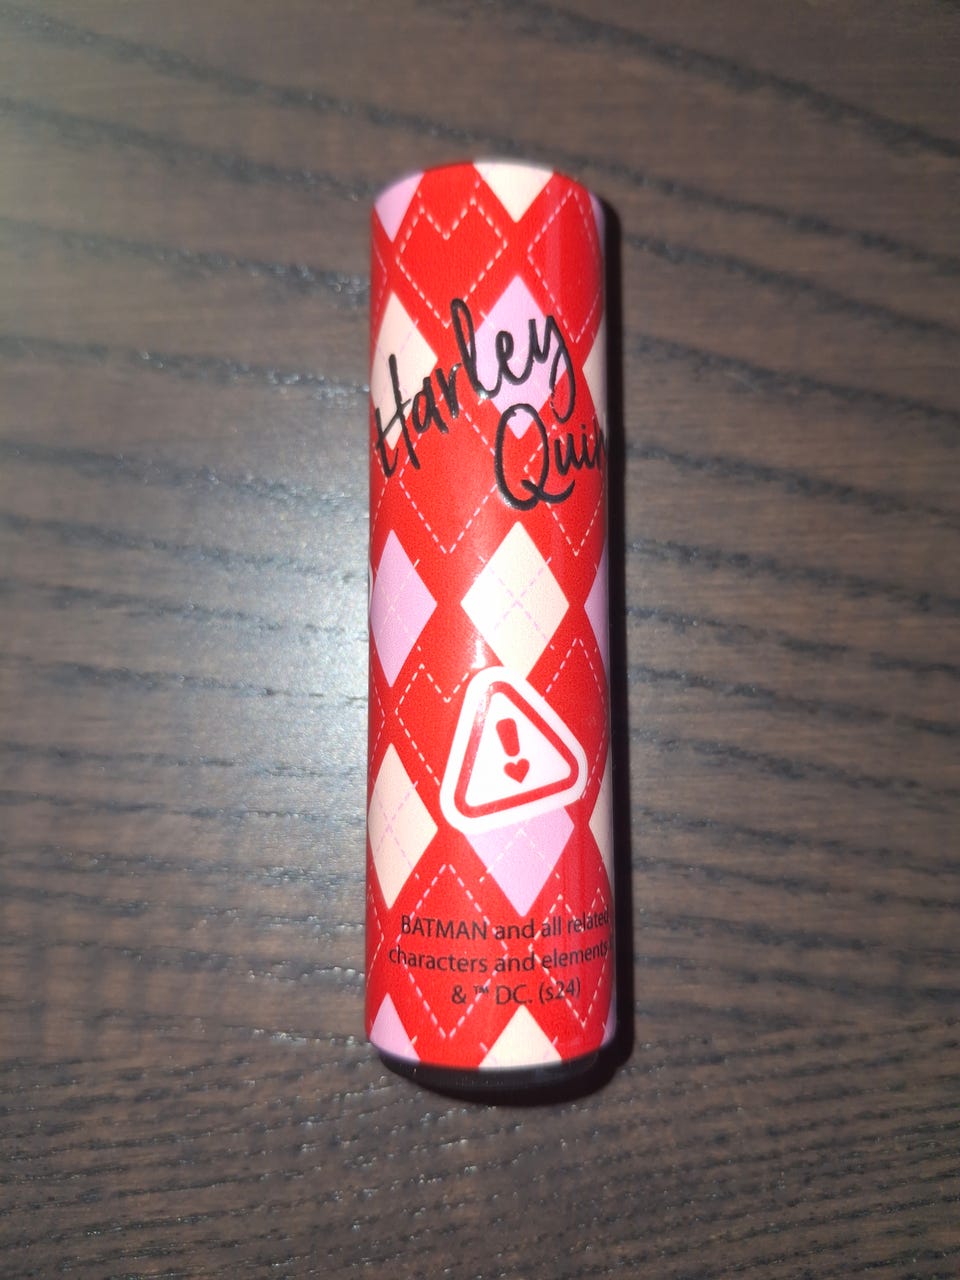 Harley
Quin
!
BATMAN and all related
characters and elements
& ™ DC. (s24)